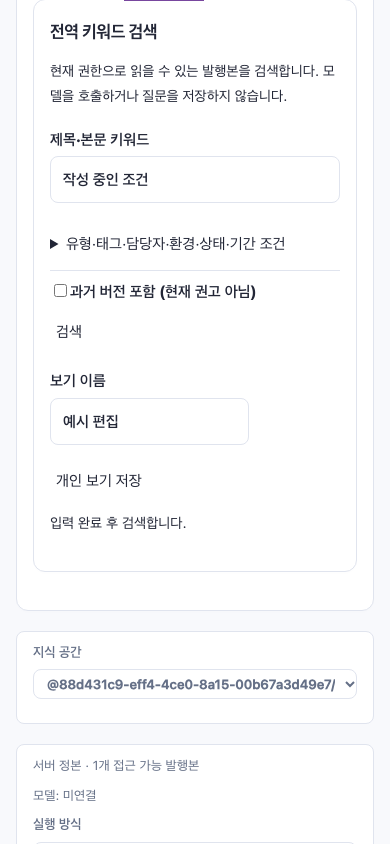 전역 키워드 검색
현재 권한으로 읽을 수 있는 발행본을 검색합니다. 모
델을 호출하거나 질문을 저장하지 않습니다.
제목·본문 키워드
작성 중인 조건
▶ 유형·태그·담당자·환경·상태·기간 조건
과거 버전 포함 (현재 권고 아님)
검색
보기 이름
예시 편집
개인 보기 저장
입력 완료 후 검색합니다.
지식 공간
@88d431c9-eff4-4ce0-8a15-00b67a3d49e7/
서버 정본 · 1개 접근 가능 발행본
모델: 미연결
실행 방식